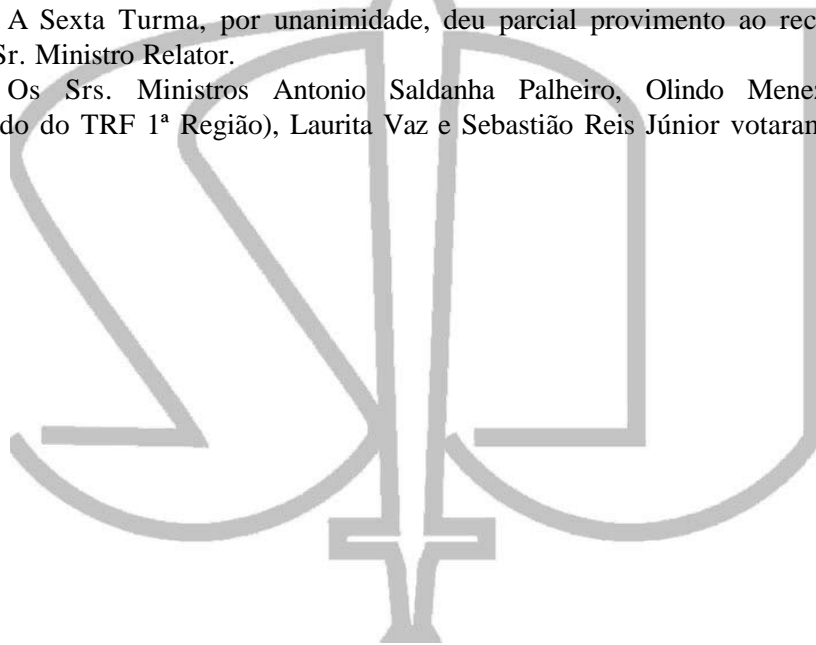 A Sexta Turma, por unanimidade, deu parcial provimento ao rec
Sr. Ministro Relator.
Os Srs. Ministros Antonio Saldanha Palheiro, Olindo Mene
do do TRF 1ª Região), Laurita Vaz e Sebastião Reis Júnior votaram